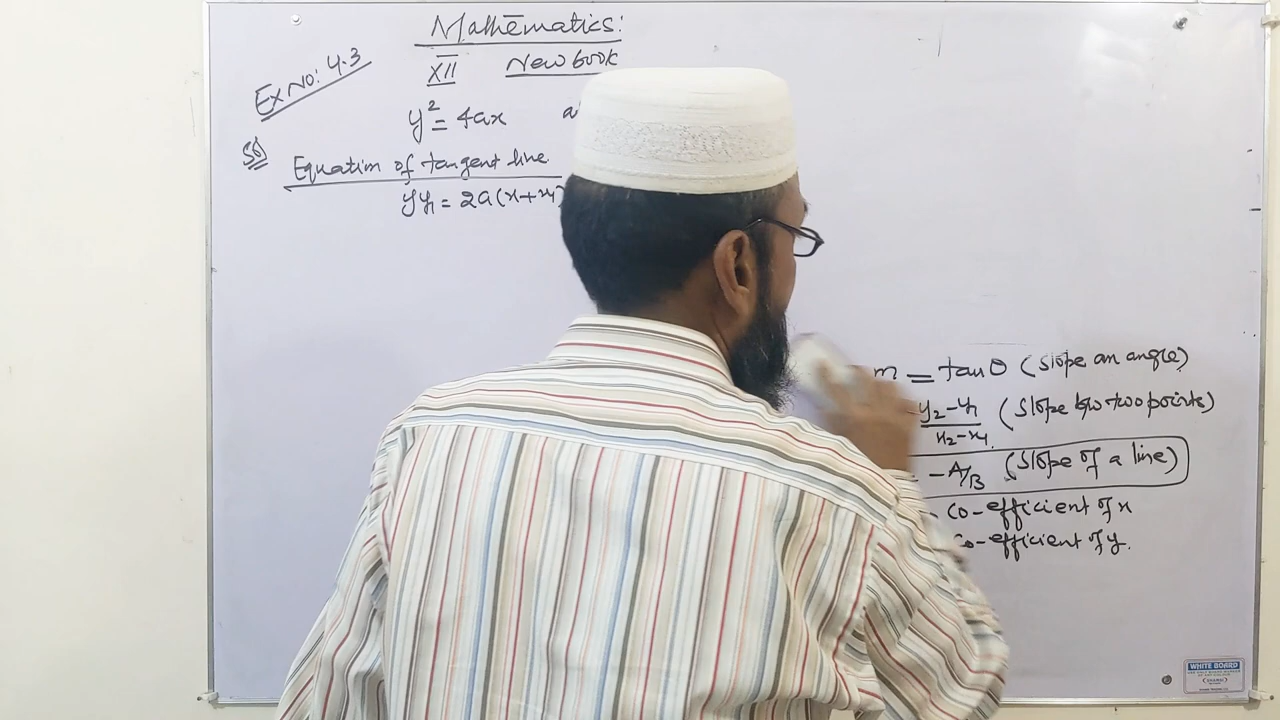 Mathematics:
XII New book
Ex No: 4.3
y² = 4ax
Sol
Equation of tangent line
yy₁ = 2a(x+x₁)
m = tanθ (Slope an angle)
y₂-y₁/x₂-x₁ (Slope b/w two points)
= -A/B (Slope of a line)
Co-efficient of x
Co-efficient of y.
WHITE BOARD